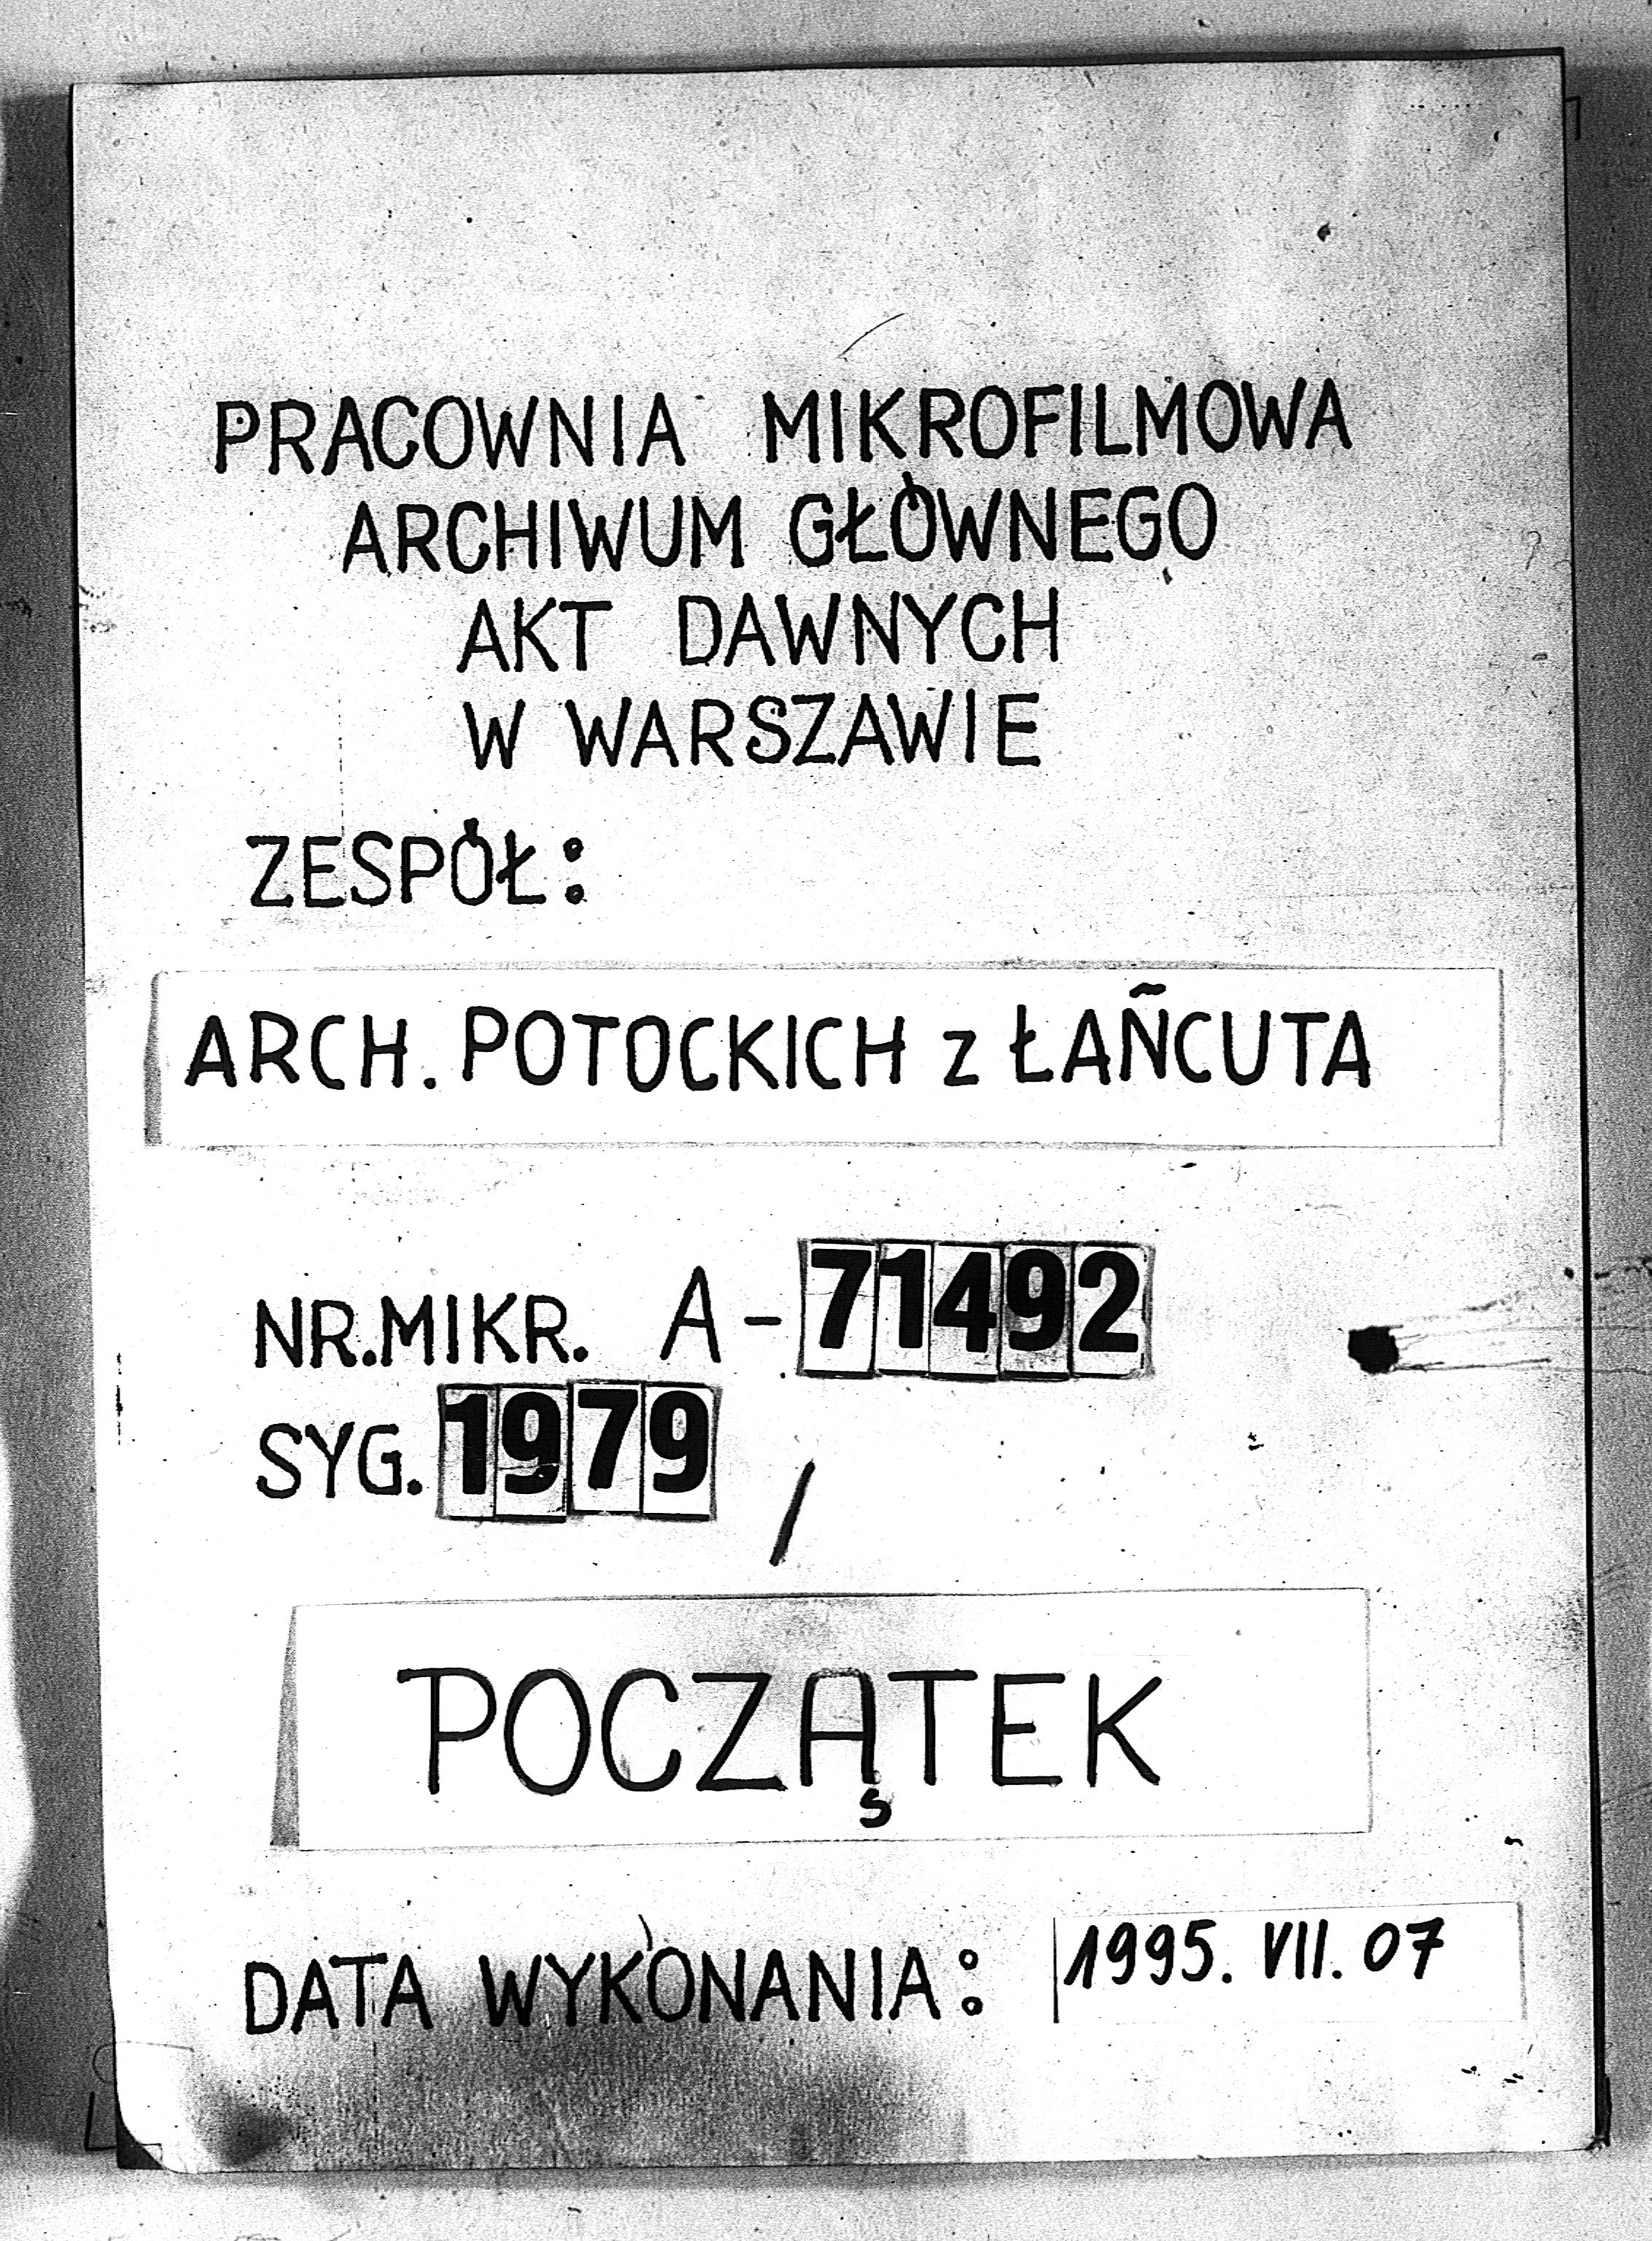 PRACOWNIA MIKROFILMOWA
ARCHIWUM GŁÓWNEGO
AKT DAWNYCH
W WARSZAWIE
ZESPÓŁ:
ARCH. POTOCKICH z ŁAŃCUTA
NR.MIKR. A-71492
SYG. 1979 /
POCZĄTEK
DATA WYKONANIA: 1995. VII. 07